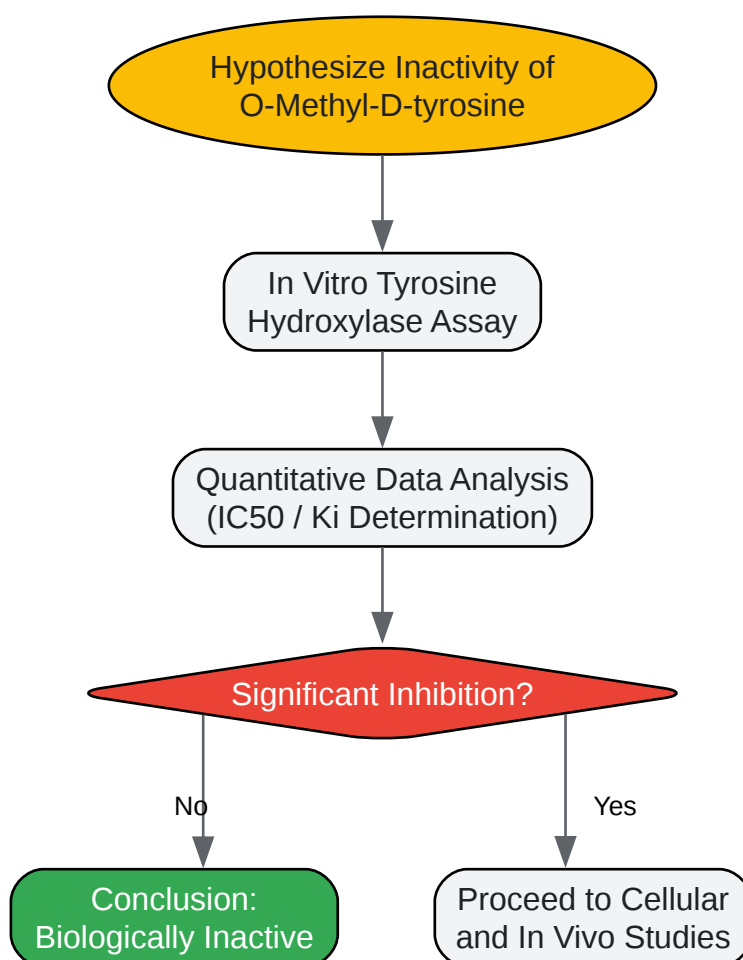 Hypothesize Inactivity of
O-Methyl-D-tyrosine
In Vitro Tyrosine
Hydroxylase Assay
Quantitative Data Analysis
(IC50 / Ki Determination)
Significant Inhibition?
No
Yes
Conclusion:
Biologically Inactive
Proceed to Cellular
and In Vivo Studies